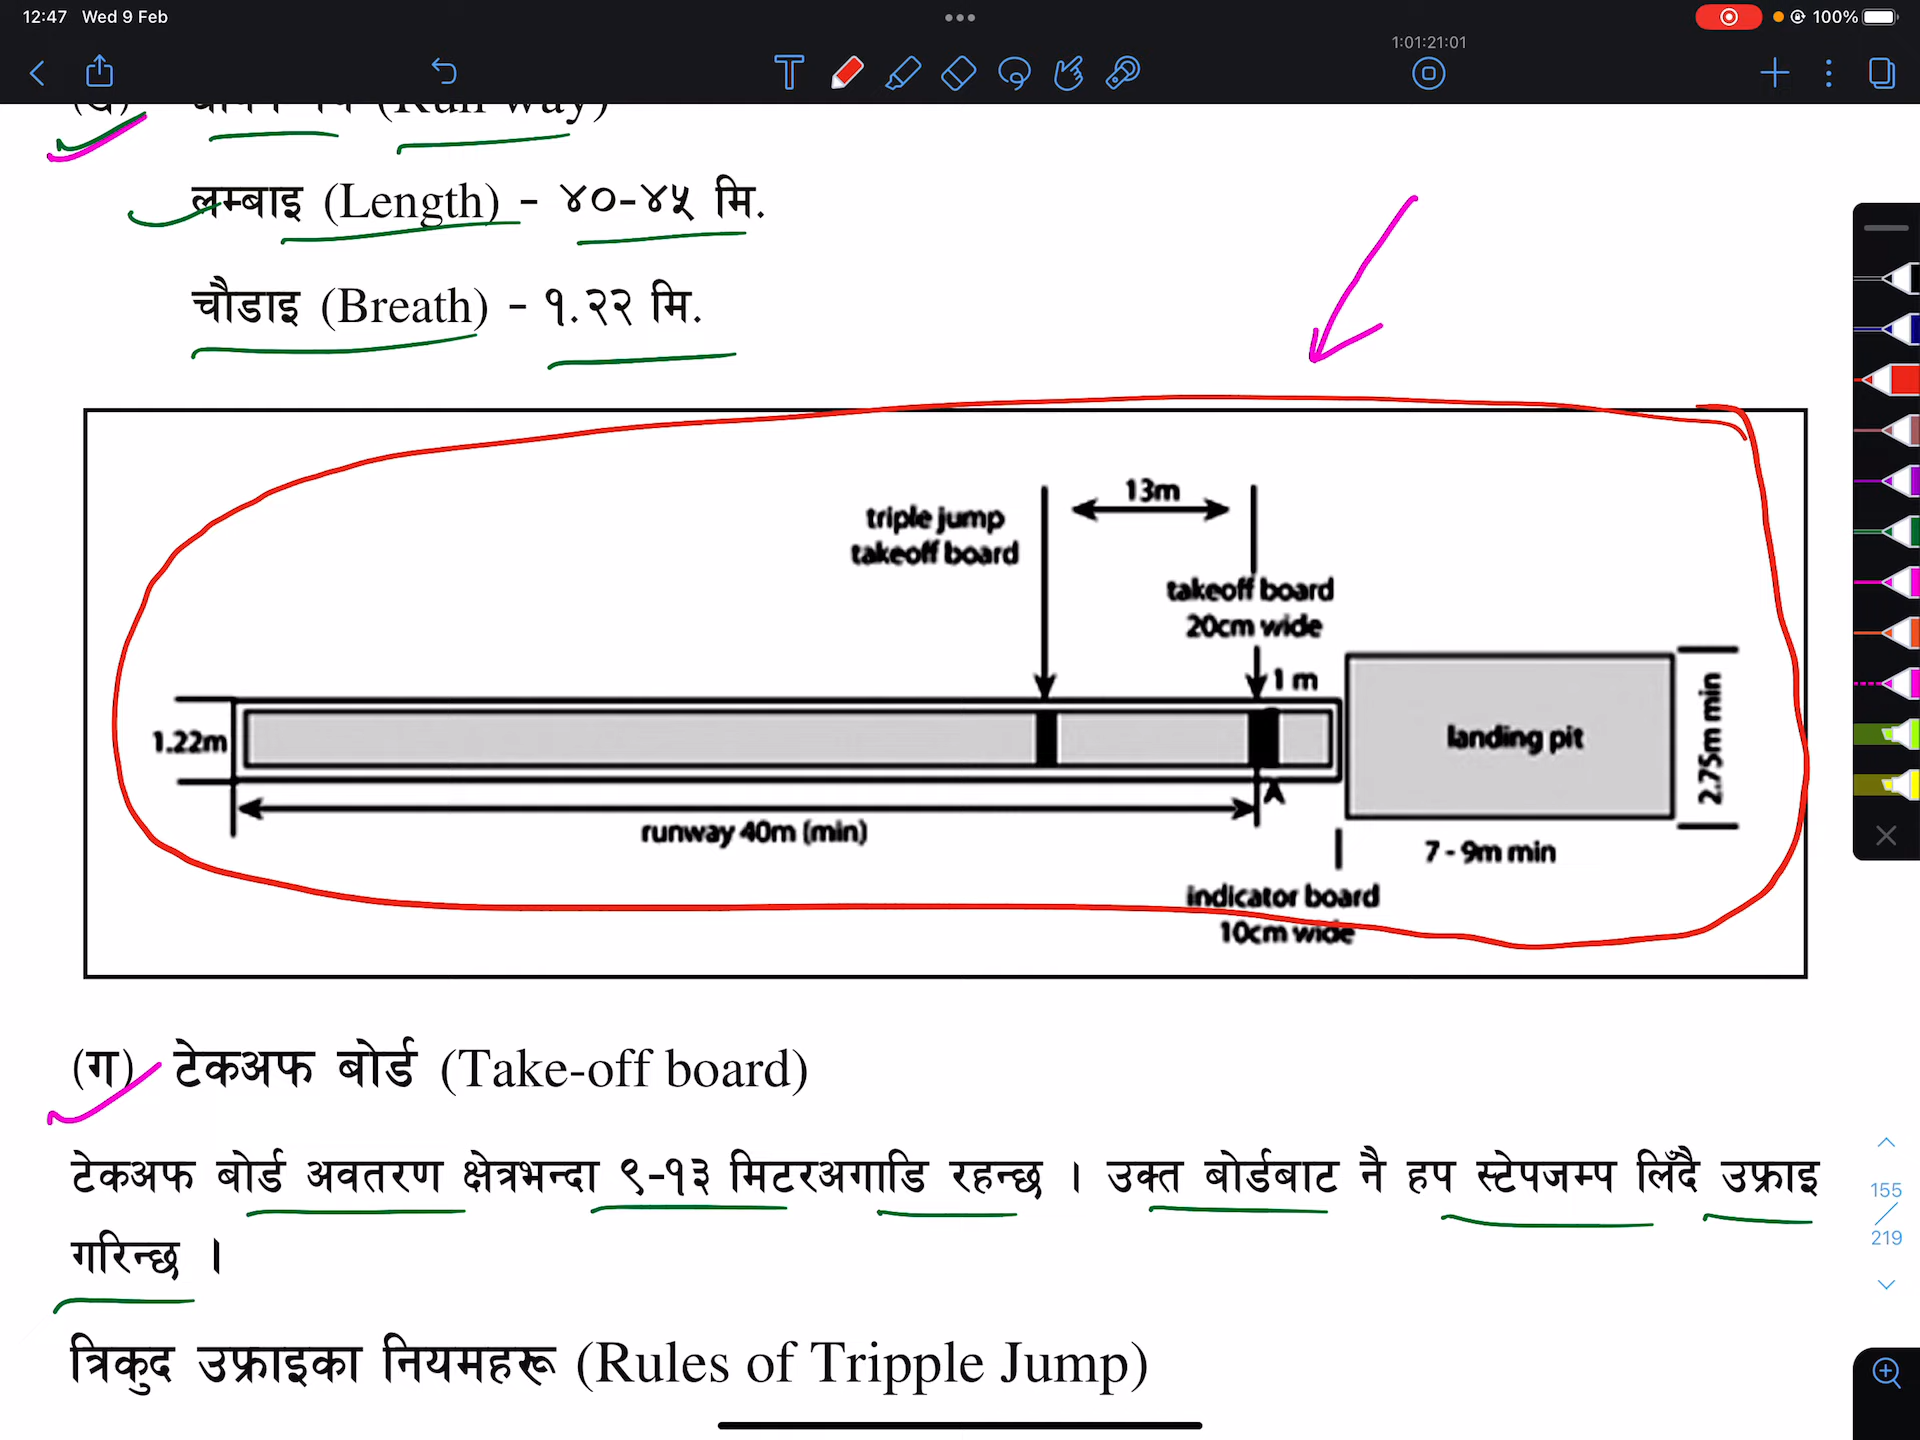 12:47 Wed 9 Feb
100%
1:01:21:01
(Run way)
लम्बाइ (Length) - ४०-४५ मि.
चौडाइ (Breath) - १.२२ मि.
13m
triple jump
takeoff board
takeoff board
20cm wide
1 m
1.22m
landing pit
2.75m min
runway 40m (min)
7 - 9m min
indicator board
10cm wide
(ग) टेकअफ बोर्ड (Take-off board)
टेकअफ बोर्ड अवतरण क्षेत्रभन्दा ९-१३ मिटरअगाडि रहन्छ । उक्त बोर्डबाट नै हप स्टेपजम्प लिँदै उफ्राइ
गरिन्छ ।
155
219
त्रिकुद उफ्राइका नियमहरू (Rules of Tripple Jump)